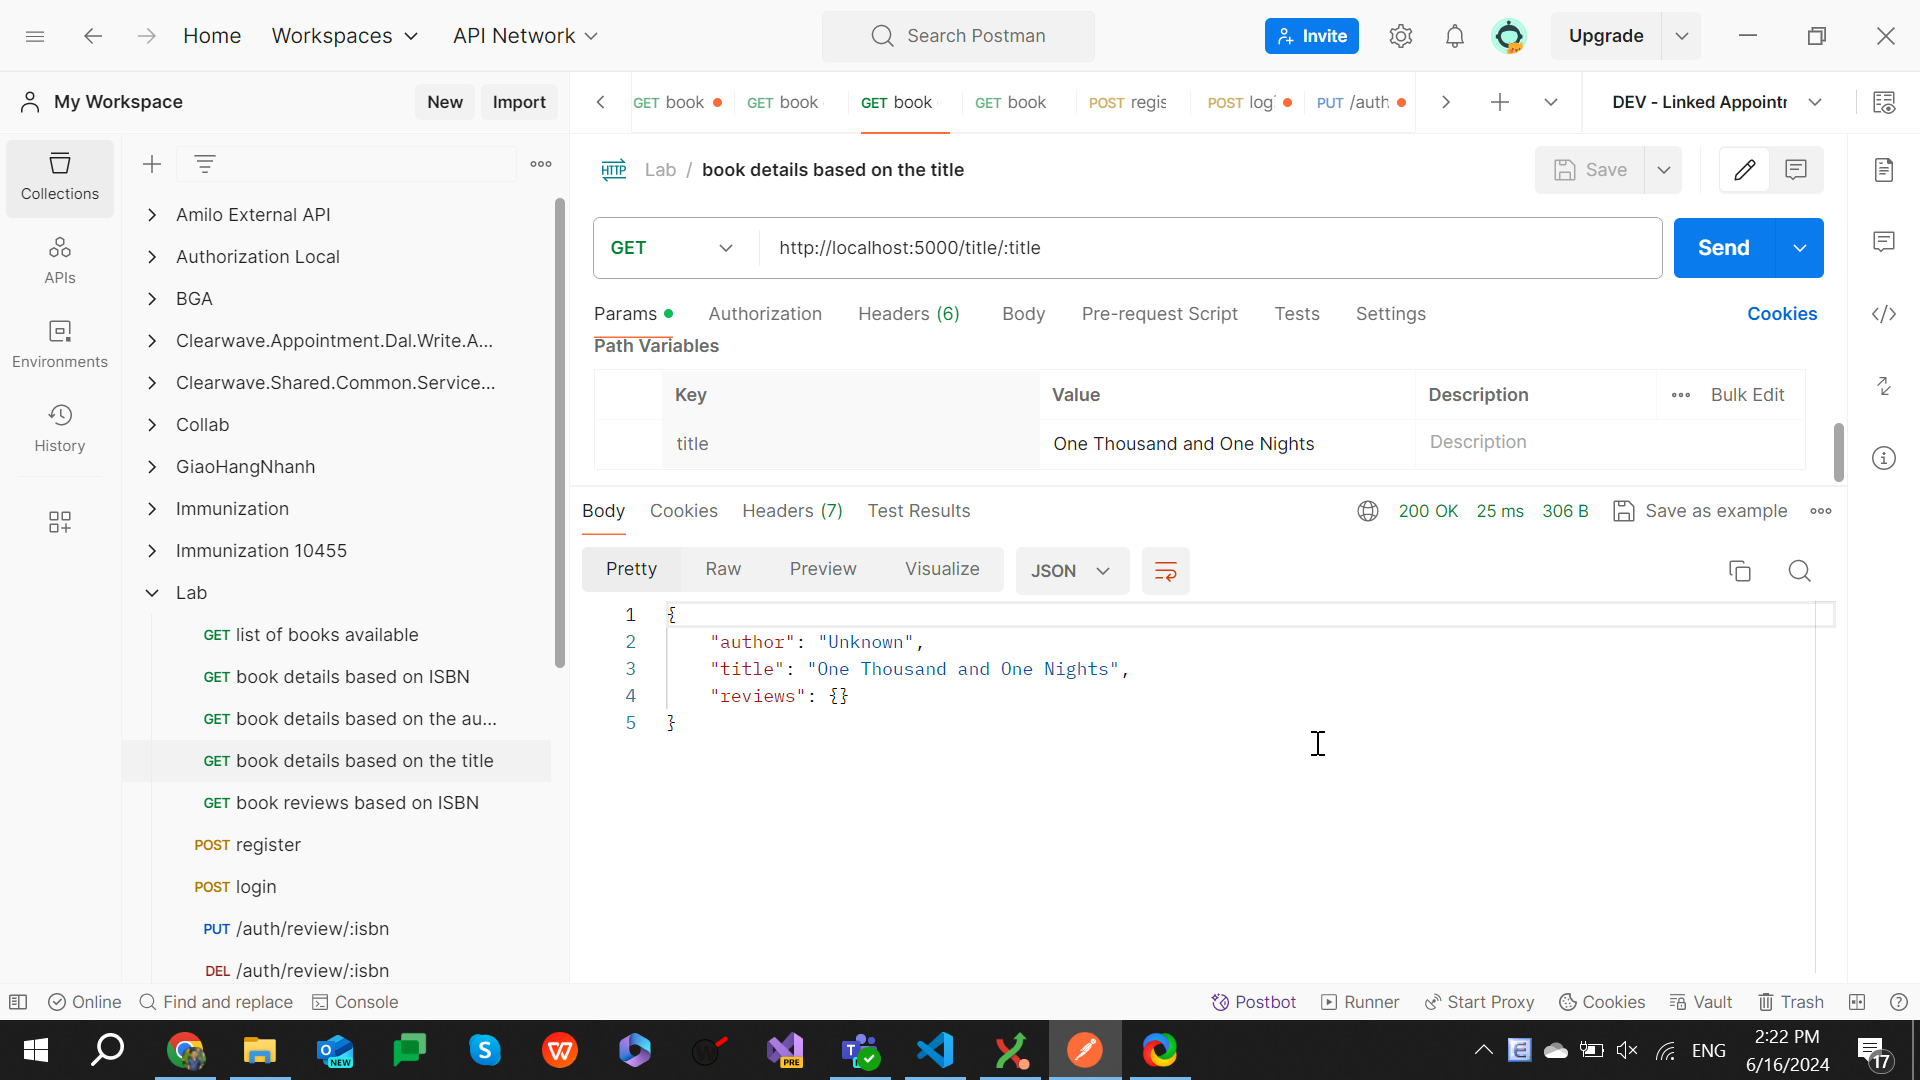 Home
Workspaces
API Network
Search Postman
Invite
Upgrade
My Workspace
New
Import
GET book
GET book
GET book
GET book
POST regis
POST log
PUT /auth
DEV - Linked Appoint
Collections
APIs
Environments
History
Amilo External API
Authorization Local
BGA
Clearwave.Appointment.Dal.Write.A...
Clearwave.Shared.Common.Service...
Collab
GiaoHangNhanh
Immunization
Immunization 10455
Lab
GET list of books available
GET book details based on ISBN
GET book details based on the au...
GET book details based on the title
GET book reviews based on ISBN
POST register
POST login
PUT /auth/review/:isbn
DEL /auth/review/:isbn
HTTP Lab / book details based on the title
Save
GET http://localhost:5000/title/:title
Send
Params Authorization Headers (6) Body Pre-request Script Tests Settings Cookies
Path Variables
Key Value Description Bulk Edit
title One Thousand and One Nights Description
Body Cookies Headers (7) Test Results 200 OK 25 ms 306 B Save as example
Pretty Raw Preview Visualize JSON
1 {
2 "author": "Unknown",
3 "title": "One Thousand and One Nights",
4 "reviews": {}
5 }
Online Find and replace Console Postbot Runner Start Proxy Cookies Vault Trash
NEW
PRE
ENG
2:22 PM
6/16/2024
17